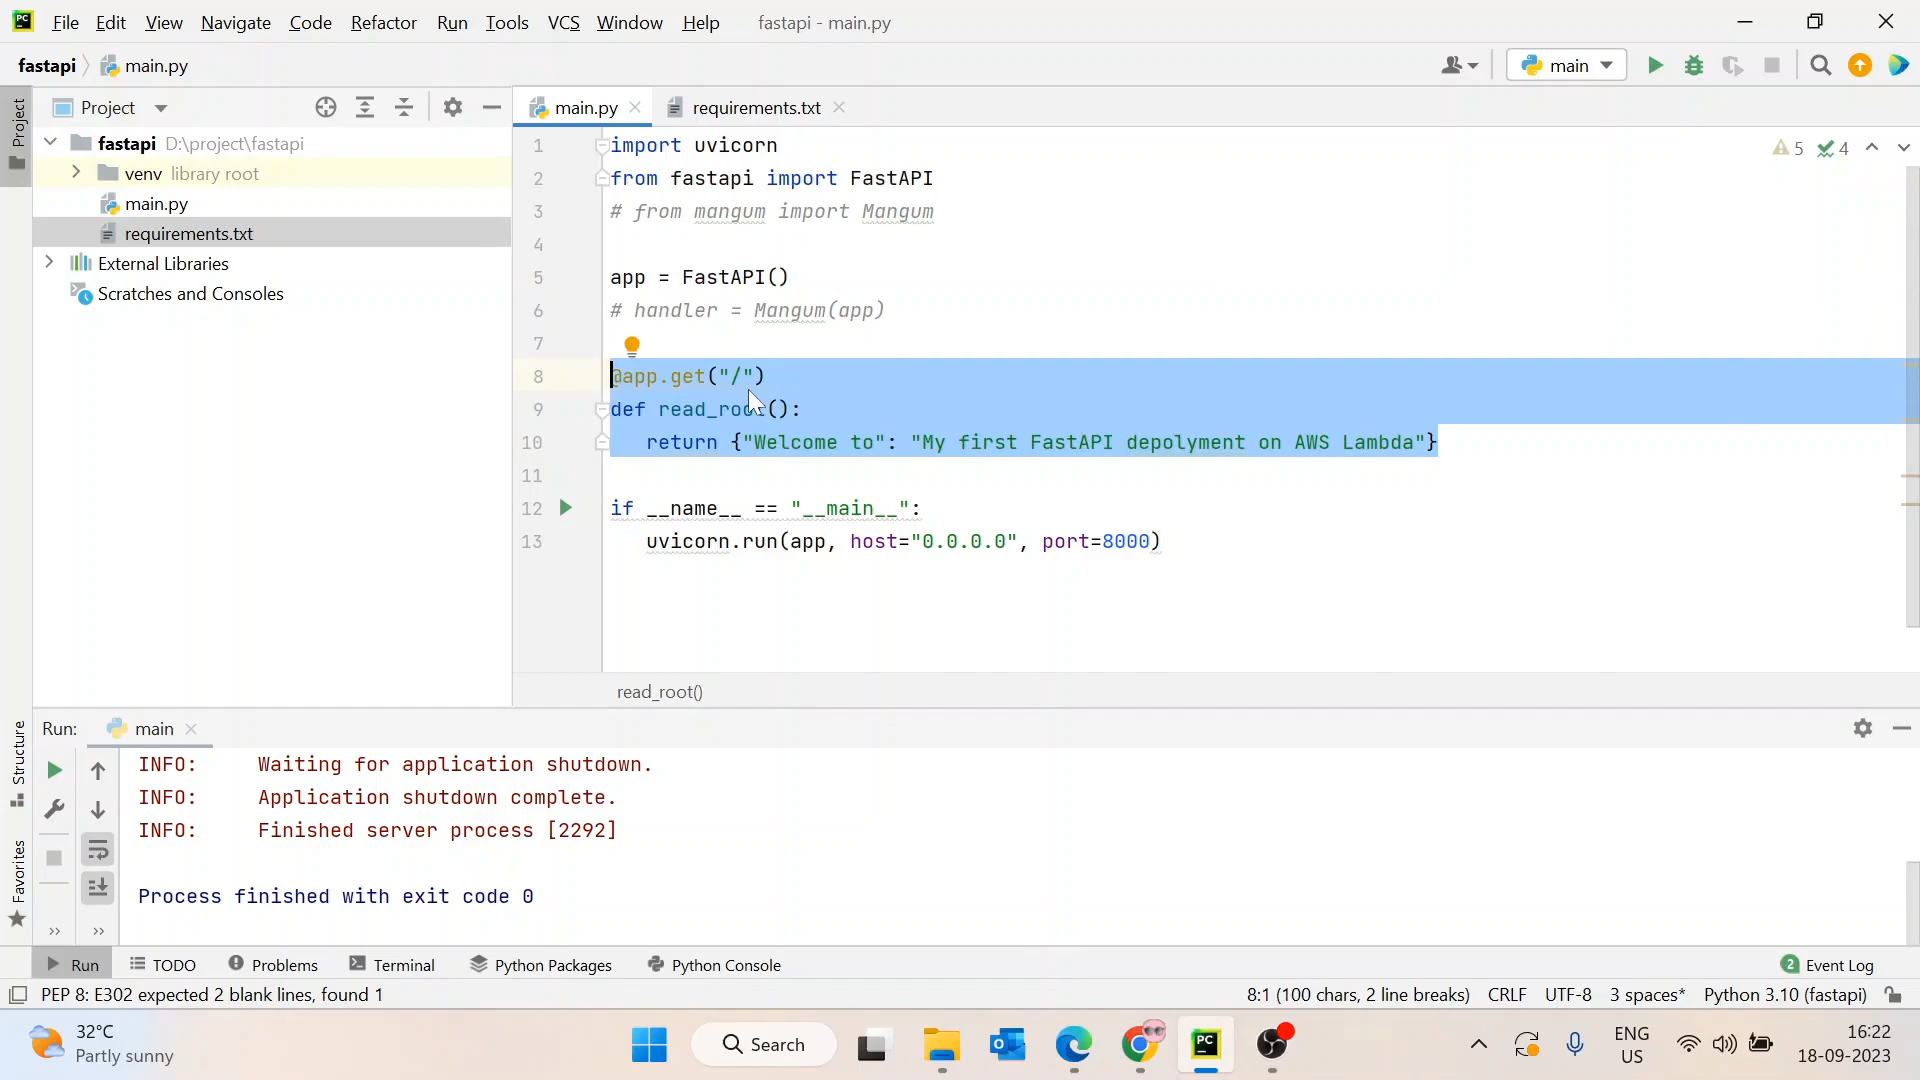 PC File Edit View Navigate Code Refactor Run Tools VCS Window Help fastapi - main.py
fastapi main.py main
Project main.py requirements.txt
Project
fastapi D:\project\fastapi
venv library root
main.py
requirements.txt
External Libraries
Scratches and Consoles
1 import uvicorn
2 from fastapi import FastAPI
3 # from mangum import Mangum
4
5 app = FastAPI()
6 # handler = Mangum(app)
7
8 @app.get("/")
9 def read_root():
10 return {"Welcome to": "My first FastAPI depolyment on AWS Lambda"}
11
12 if __name__ == "__main__":
13 uvicorn.run(app, host="0.0.0.0", port=8000)
5 4
read_root()
Structure
Favorites
Run: main
INFO: Waiting for application shutdown.
INFO: Application shutdown complete.
INFO: Finished server process [2292]
Process finished with exit code 0
Run TODO Problems Terminal Python Packages Python Console 2 Event Log
PEP 8: E302 expected 2 blank lines, found 1 8:1 (100 chars, 2 line breaks) CRLF UTF-8 3 spaces* Python 3.10 (fastapi)
32°C
Partly sunny
Search
PC
ENG
US
16:22
18-09-2023